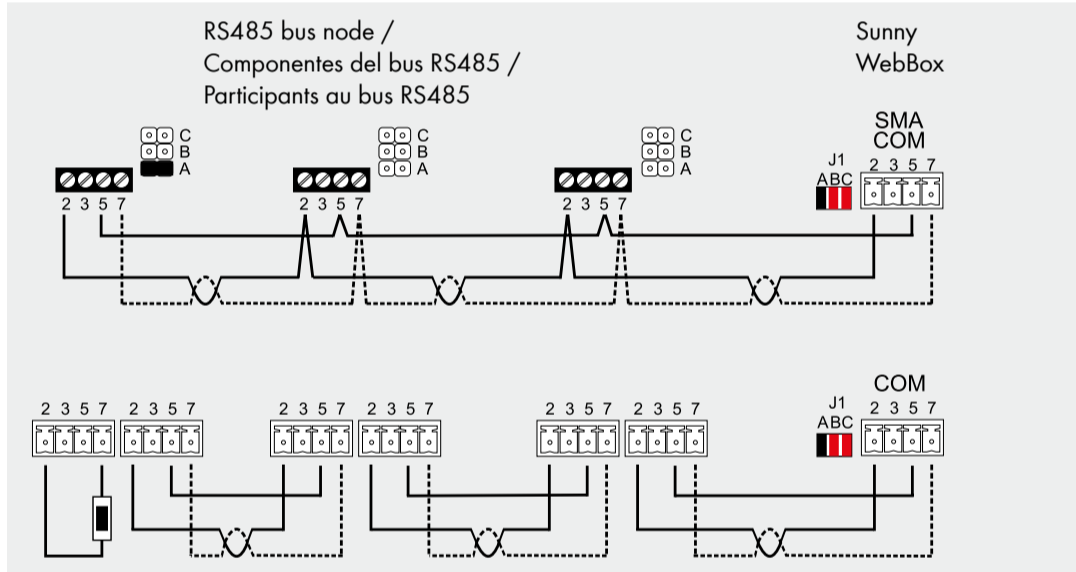 RS485 bus node /
Componentes del bus RS485 /
Participants au bus RS485
Sunny
WebBox
SMA
COM
C
B
A
C
B
A
C
B
A
J1
ABC
2 3 5 7
2 3 5 7
2 3 5 7
2 3 5 7
COM
J1
ABC
2 3 5 7
2 3 5 7
2 3 5 7
2 3 5 7
2 3 5 7
2 3 5 7
2 3 5 7